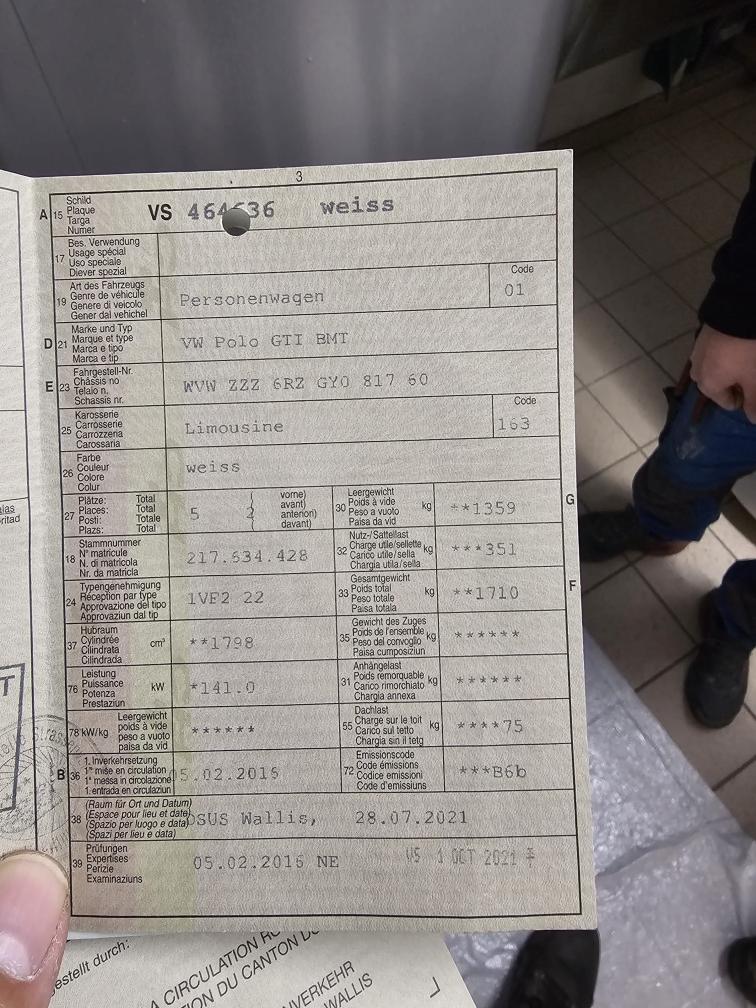 3
A 15 Schild
Plaque
Targa
Numer
VS 464636 weiss
17 Bes. Verwendung
Usage spécial
Uso speciale
Diever spezial
19 Art des Fahrzeugs
Genre de véhicule
Genere di veicolo
Gener dal vehichel
Personenwagen
Code
01
D 21 Marke und Typ
Marque et type
Marca e tipo
Marca e tip
VW Polo GTI BMT
E 23 Fahrgestell-Nr.
Châssis no
Telaio n.
Schassis nr.
WVW ZZZ 6RZ GY0 817 60
25 Karosserie
Carrosserie
Carrozzeria
Carossaria
Limousine
Code
163
26 Farbe
Couleur
Colore
Colur
weiss
27 Plätze: Total
Places: Total
Posti: Totale
Plazs: Total
5 2
vorne)
avant)
anteriori)
davant)
30 Leergewicht
Poids à vide
Peso a vuoto
Paisa da vid
kg
**1359
G
18 Stammnummer
N° matricule
N. di matricola
Nr. da matricla
217.634.428
32 Nutz-/Sattellast
Charge utile/sellette
Carico utile/sella
Chargia utila/sella
kg
***351
24 Typengenehmigung
Réception par type
Approvazione del tipo
Approvaziun dal tip
1VF2 22
33 Gesamtgewicht
Poids total
Peso totale
Paisa totala
kg
**1710
F
37 Hubraum
Cylindrée
Cilindrata
Cilindrada
cm³
**1798
35 Gewicht des Zuges
Poids de l'ensemble
Peso del convoglio
Paisa cumposiziun
kg
******
76 Leistung
Puissance
Potenza
Prestaziun
kW
*141.0
31 Anhängelast
Poids remorquable
Carico rimorchiato
Chargia annexa
kg
******
78 kW/kg Leergewicht
poids à vide
peso a vuoto
paisa da vid
******
55 Dachlast
Charge sur le toit
Carico sul tetto
Chargia sin il tetg
kg
****75
B 36 1. Inverkehrsetzung
1re mise en circulation
1a messa in circolazione
1. entrada en circulaziun
05.02.2016
72 Emissionscode
Code émissions
Codice emissioni
Code d'emissiuns
***B6b
38 (Raum für Ort und Datum)
(Espace pour lieu et date)
(Spazio per luogo e data)
(Spazi per lieu e data)
SUS Wallis, 28.07.2021
39 Prüfungen
Expertises
Perizie
Examinaziuns
05.02.2016 NE
VS 1 OCT 2021
estellt durch:
A CIRCULATION RO
ION DU CANTON DU
NVERKEHR
WALLIS